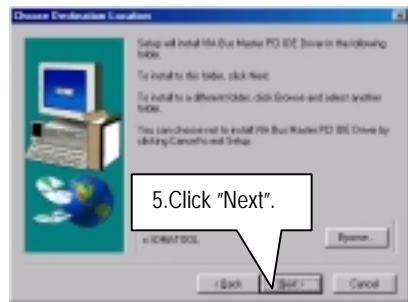 Choose Destination Location
Setup will install VIA Bus Master PCI IDE Driver in the following
folder.
To install to this folder, click Next.
To install to a different folder, click Browse and select another
folder.
You can choose not to install VIA Bus Master PCI IDE Driver by
clicking Cancel to exit Setup.
5.Click "Next".
Browse...
< Back
Next >
Cancel